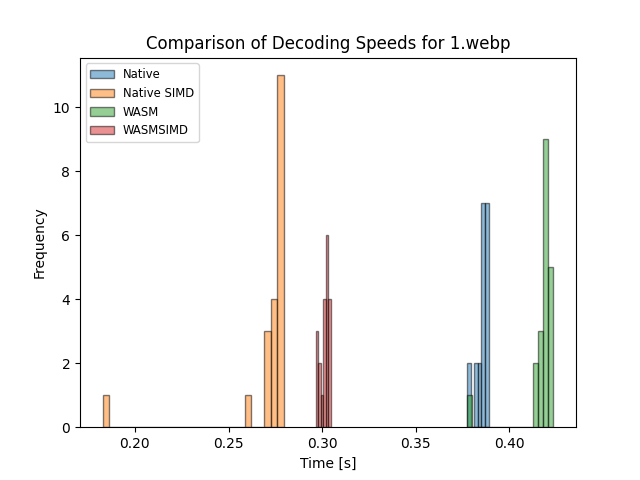 Comparison of Decoding Speeds for 1.webp
Native
Native SIMD
WASM
WASMSIMD
10
8
6
4
2
0
Frequency
0.20 0.25 0.30 0.35 0.40
Time [s]